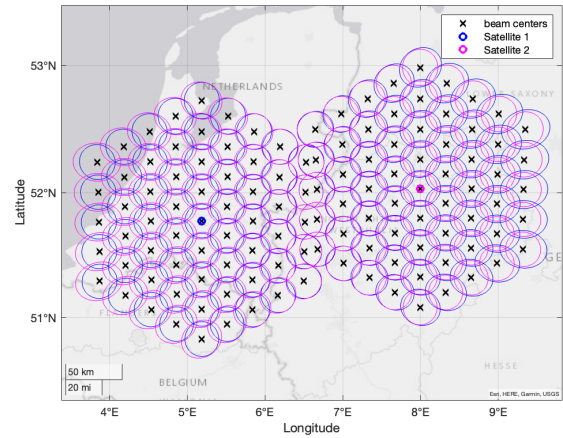 beam centers
Satellite 1
Satellite 2
53°N
NETHERLANDS
LOWER SAXONY
52°N
Latitude
51°N
HESSE
50 km
20 mi
BELGIUM
Esri, HERE, Garmin, USGS
4°E 5°E 6°E 7°E 8°E 9°E
Longitude